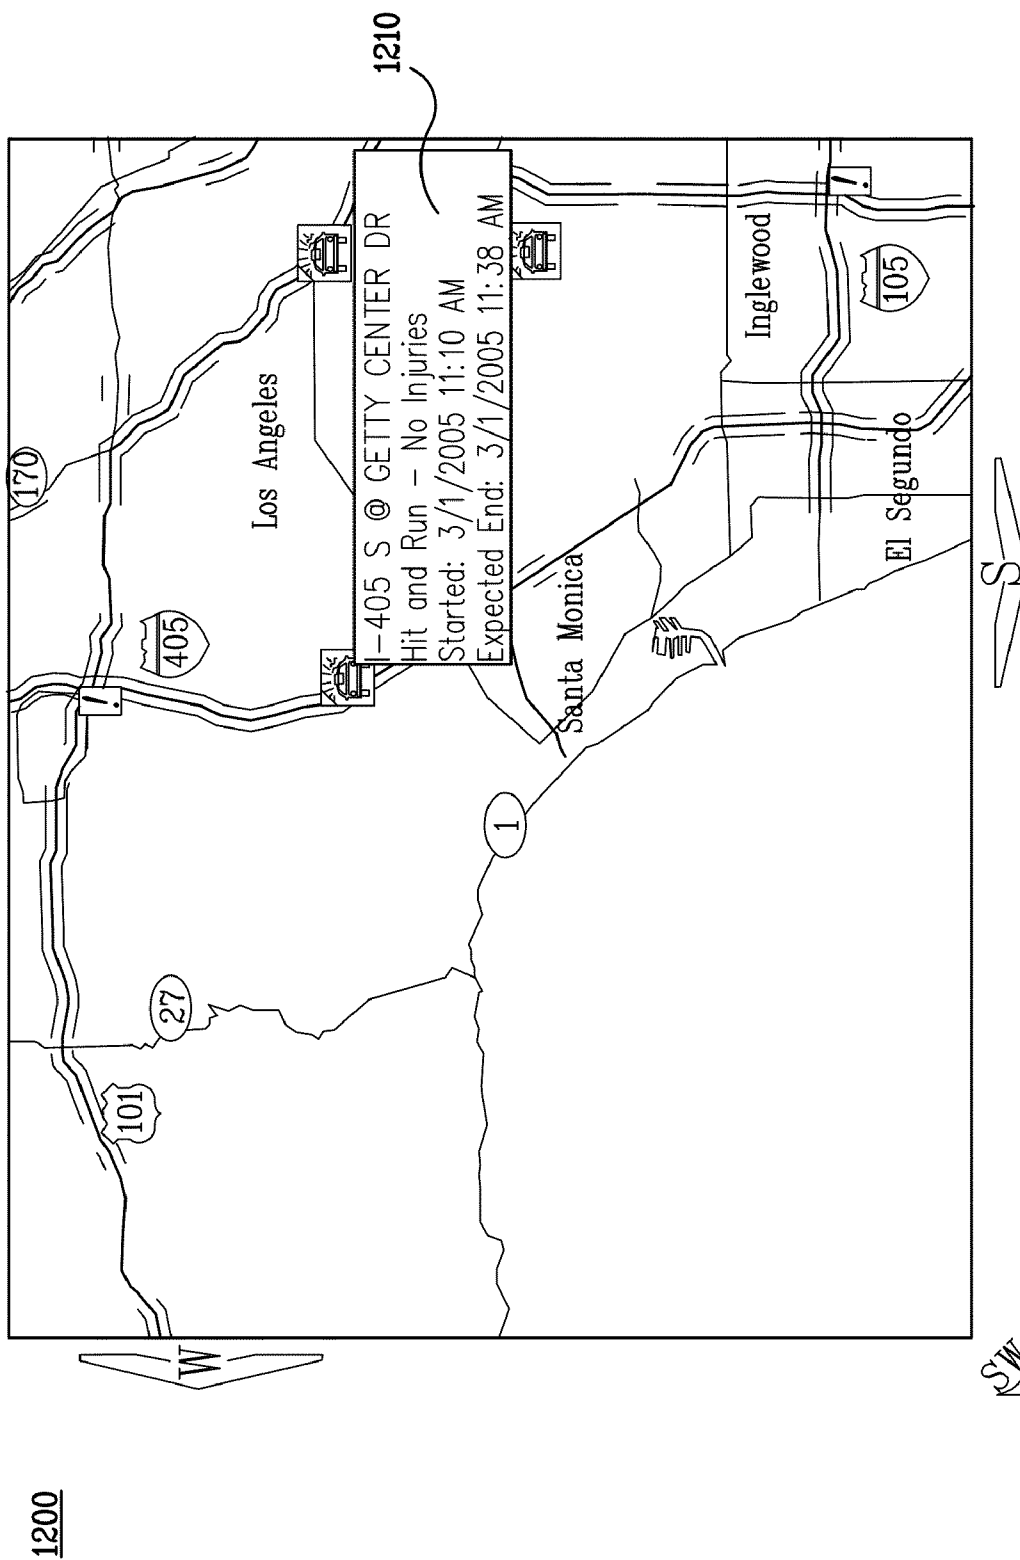 1200
1210
170
405
101
27
Los Angeles
I-405 S @ GETTY CENTER DR
Hit and Run - No Injuries
Started: 3/1/2005 11:10 AM
Expected End: 3/1/2005 11:38 AM
1
Santa Monica
Inglewood
105
El Segundo
W
SW
S